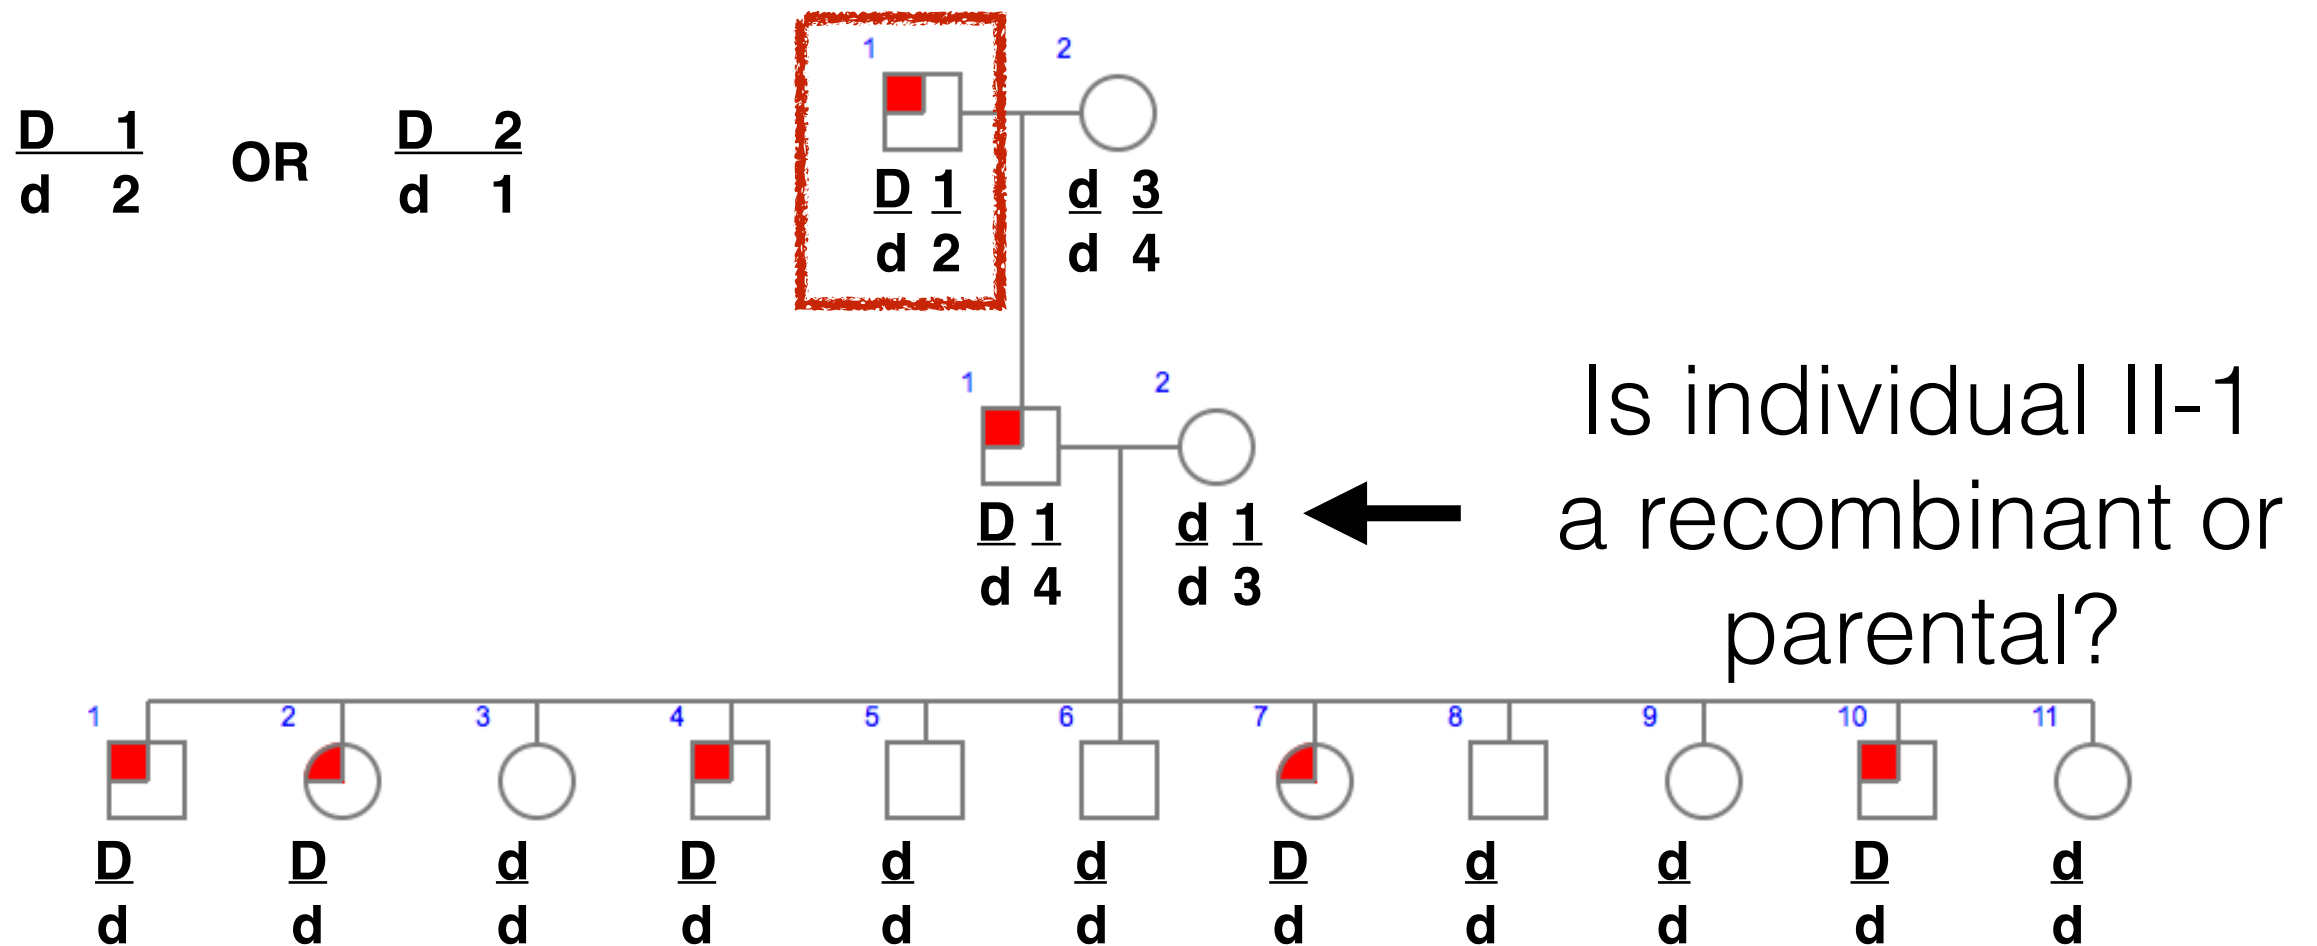 1 2
D 1 OR D 2
d 2 d 1
D 1 d 3
d 2 d 4
1 2
Is individual II-1
a recombinant or
parental?
D 1 d 1
d 4 d 3
1 2 3 4 5 6 7 8 9 10 11
D D d D d d D d d D d
d d d d d d d d d d d